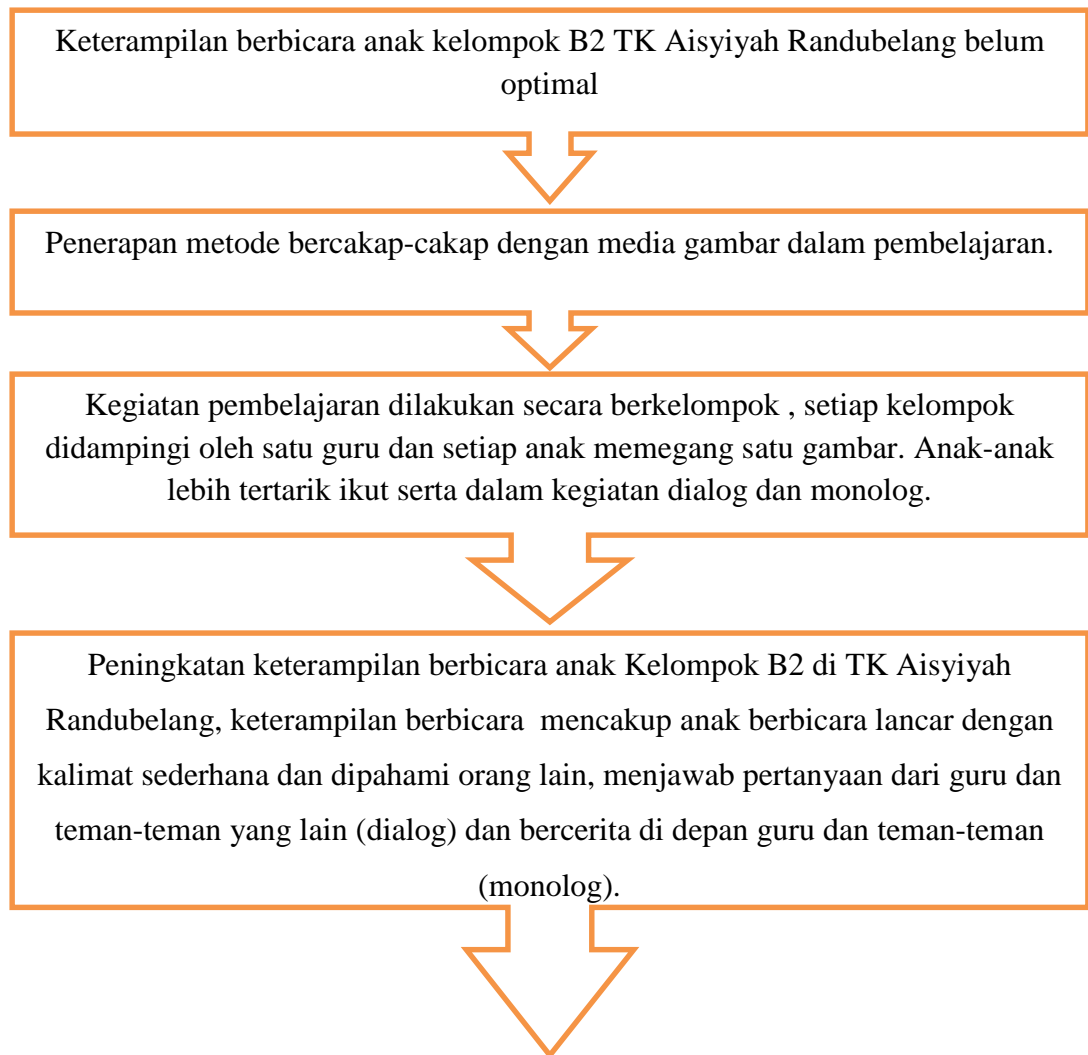 Keterampilan berbicara anak kelompok B2 TK Aisyiyah Randubelang belum
optimal
Penerapan metode bercakap-cakap dengan media gambar dalam pembelajaran.
Kegiatan pembelajaran dilakukan secara berkelompok , setiap kelompok
didampingi oleh satu guru dan setiap anak memegang satu gambar. Anak-anak
lebih tertarik ikut serta dalam kegiatan dialog dan monolog.
Peningkatan keterampilan berbicara anak Kelompok B2 di TK Aisyiyah
Randubelang, keterampilan berbicara  mencakup anak berbicara lancar dengan
kalimat sederhana dan dipahami orang lain, menjawab pertanyaan dari guru dan
teman-teman yang lain (dialog) dan bercerita di depan guru dan teman-teman
(monolog).